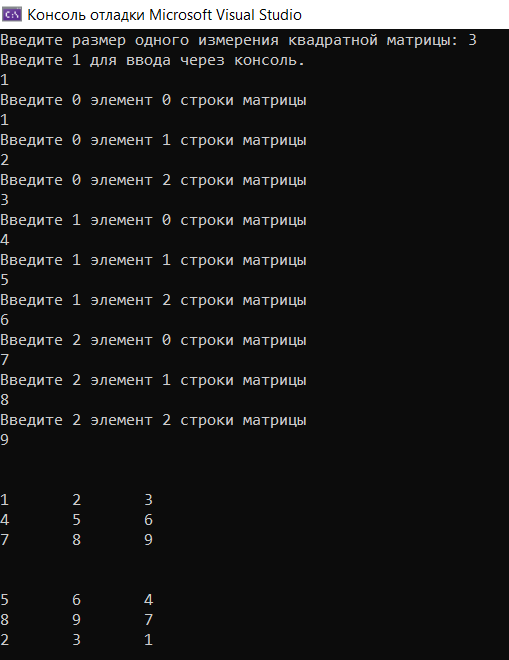 Консоль отладки Microsoft Visual Studio
Введите размер одного измерения квадратной матрицы: 3
Введите 1 для ввода через консоль.
1
Введите 0 элемент 0 строки матрицы
1
Введите 0 элемент 1 строки матрицы
2
Введите 0 элемент 2 строки матрицы
3
Введите 1 элемент 0 строки матрицы
4
Введите 1 элемент 1 строки матрицы
5
Введите 1 элемент 2 строки матрицы
6
Введите 2 элемент 0 строки матрицы
7
Введите 2 элемент 1 строки матрицы
8
Введите 2 элемент 2 строки матрицы
9
1 2 3
4 5 6
7 8 9
5 6 4
8 9 7
2 3 1